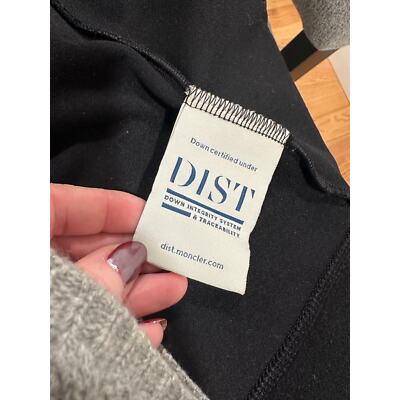 Down certified under
DIST
DOWN INTEGRITY SYSTEM
& TRACEABILITY
dist.moncler.com